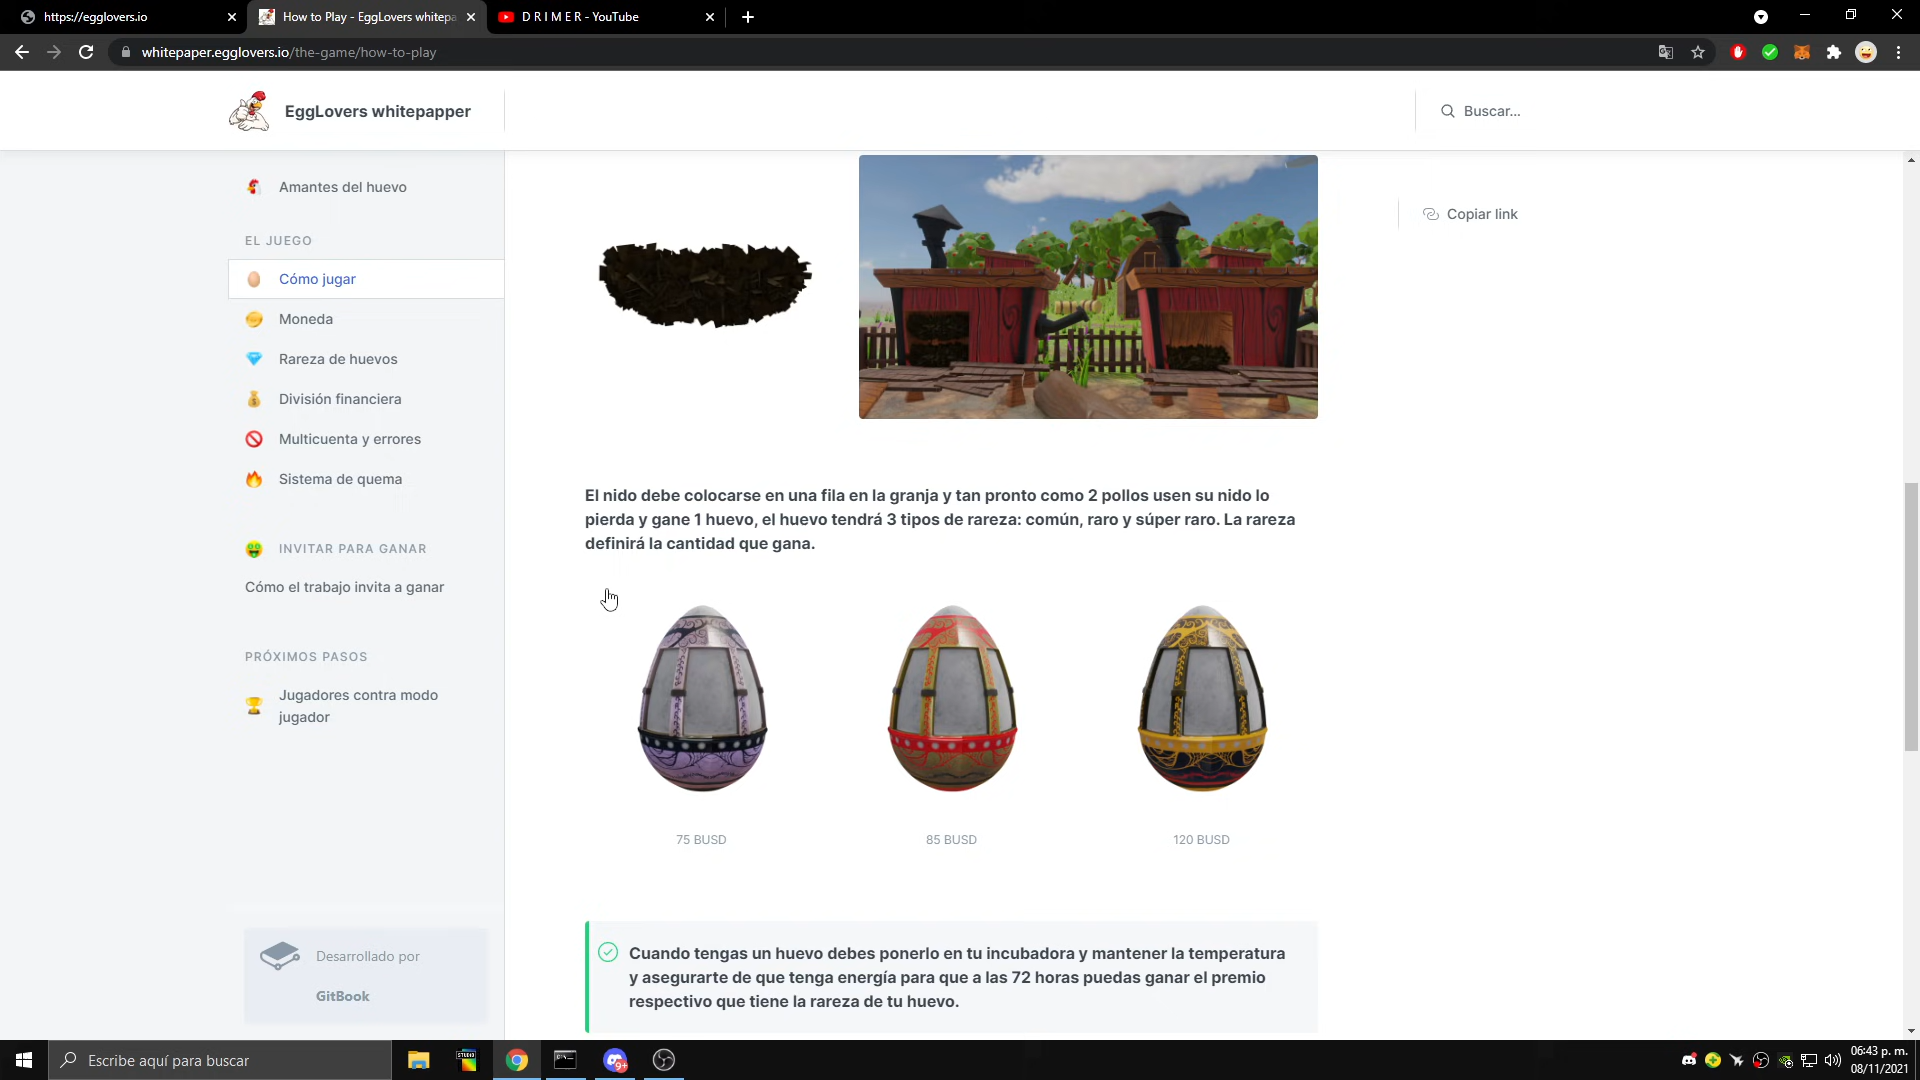 https://egglovers.io
How to Play - EggLovers whitepa
D R I M E R - YouTube
whitepaper.egglovers.io/the-game/how-to-play
EggLovers whitepapper
Buscar...
Amantes del huevo
EL JUEGO
Cómo jugar
Moneda
Rareza de huevos
División financiera
Multicuenta y errores
Sistema de quema
INVITAR PARA GANAR
Cómo el trabajo invita a ganar
PRÓXIMOS PASOS
Jugadores contra modo
jugador
Desarrollado por
GitBook
Copiar link
El nido debe colocarse en una fila en la granja y tan pronto como 2 pollos usen su nido lo
pierda y gane 1 huevo, el huevo tendrá 3 tipos de rareza: común, raro y súper raro. La rareza
definirá la cantidad que gana.
75 BUSD
85 BUSD
120 BUSD
Cuando tengas un huevo debes ponerlo en tu incubadora y mantener la temperatura
y asegurarte de que tenga energía para que a las 72 horas puedas ganar el premio
respectivo que tiene la rareza de tu huevo.
Escribe aquí para buscar
STUDIO
9+
06:43 p. m.
08/11/2021